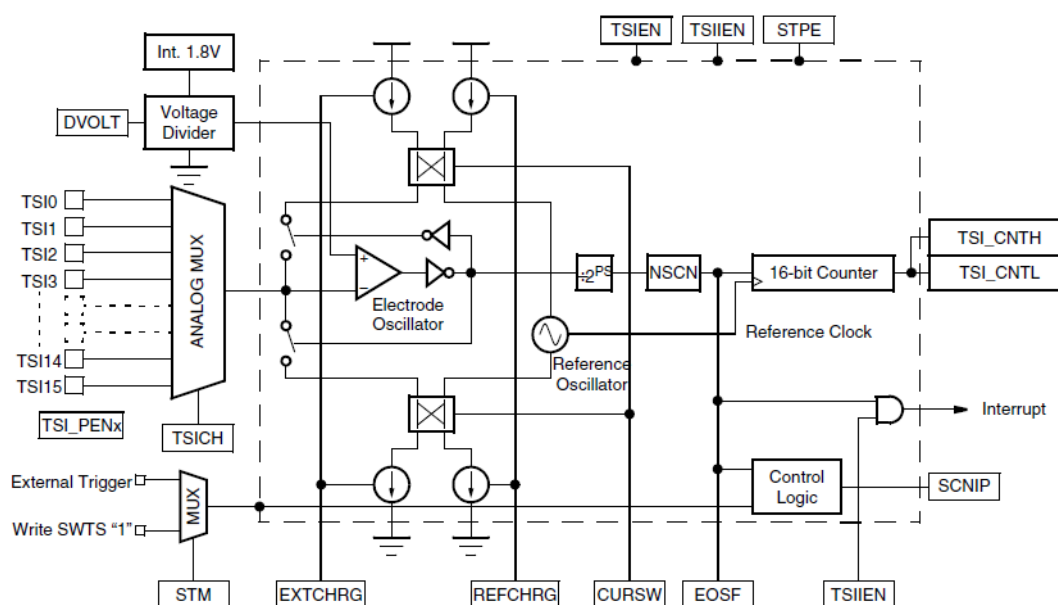 TSIEN
TSIIEN
STPE
Int. 1.8V
DVOLT
Voltage
Divider
TSI0
TSI1
TSI2
TSI3
TSI14
TSI15
ANALOG MUX
TSI_PENx
TSICH
+
−
Electrode
Oscillator
÷2PS
NSCN
16-bit Counter
TSI_CNTH
TSI_CNTL
Reference Clock
Reference
Oscillator
Interrupt
External Trigger
Write SWTS “1”
MUX
Control
Logic
SCNIP
STM
EXTCHRG
REFCHRG
CURSW
EOSF
TSIIEN